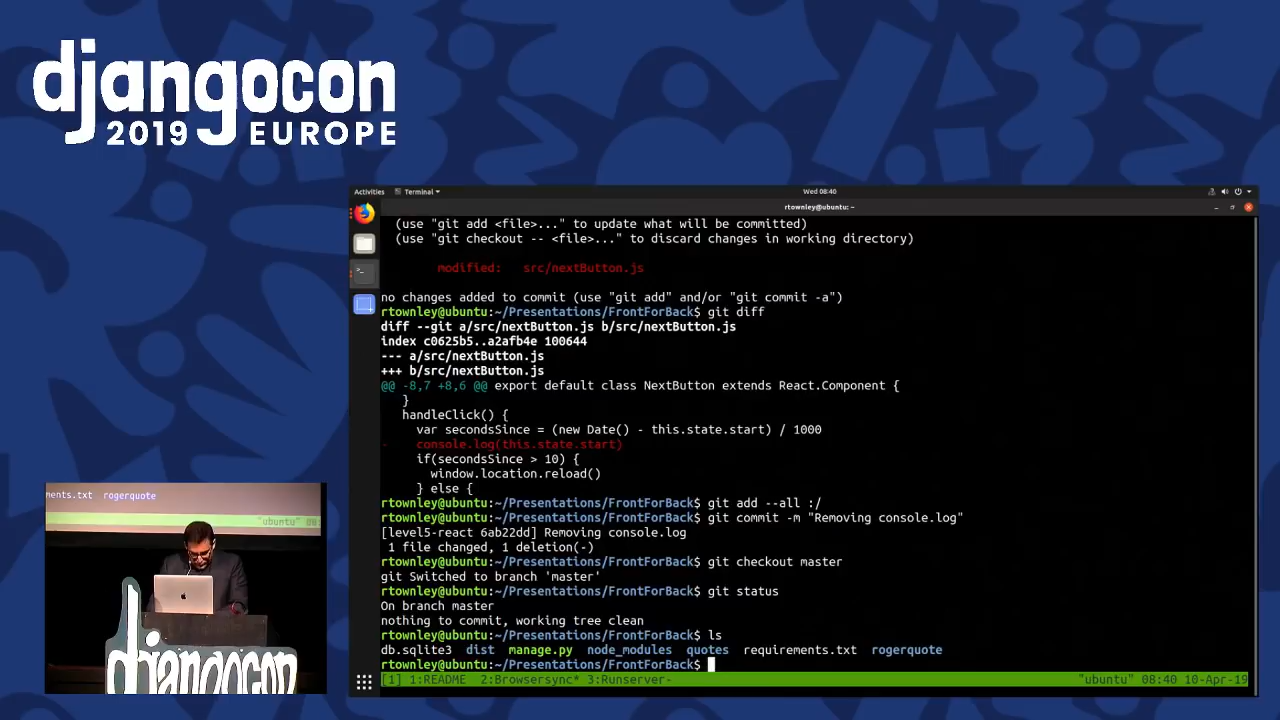 djangocon
2019 EUROPE
Activities Terminal Wed 08:40
rtownley@ubuntu: ~
(use "git add <file>..." to update what will be committed)
(use "git checkout -- <file>..." to discard changes in working directory)
modified: src/nextButton.js
no changes added to commit (use "git add" and/or "git commit -a")
rtownley@ubuntu:~/Presentations/FrontForBack$ git diff
diff --git a/src/nextButton.js b/src/nextButton.js
index c0625b5..a2afb4e 100644
--- a/src/nextButton.js
+++ b/src/nextButton.js
@@ -8,7 +8,6 @@ export default class NextButton extends React.Component {
}
handleClick() {
var secondsSince = (new Date() - this.state.start) / 1000
- console.log(this.state.start)
if(secondsSince > 10) {
window.location.reload()
} else {
rtownley@ubuntu:~/Presentations/FrontForBack$ git add --all :/
rtownley@ubuntu:~/Presentations/FrontForBack$ git commit -m "Removing console.log"
[level5-react 6ab22dd] Removing console.log
1 file changed, 1 deletion(-)
rtownley@ubuntu:~/Presentations/FrontForBack$ git checkout master
git Switched to branch 'master'
rtownley@ubuntu:~/Presentations/FrontForBack$ git status
On branch master
nothing to commit, working tree clean
rtownley@ubuntu:~/Presentations/FrontForBack$ ls
db.sqlite3 dist manage.py node_modules quotes requirements.txt rogerquote
rtownley@ubuntu:~/Presentations/FrontForBack$
[1] 1:README 2:Browsersync* 3:Runserver- "ubuntu" 08:40 10-Apr-19
ments.txt rogerquote
"ubuntu" 08:
djangocon